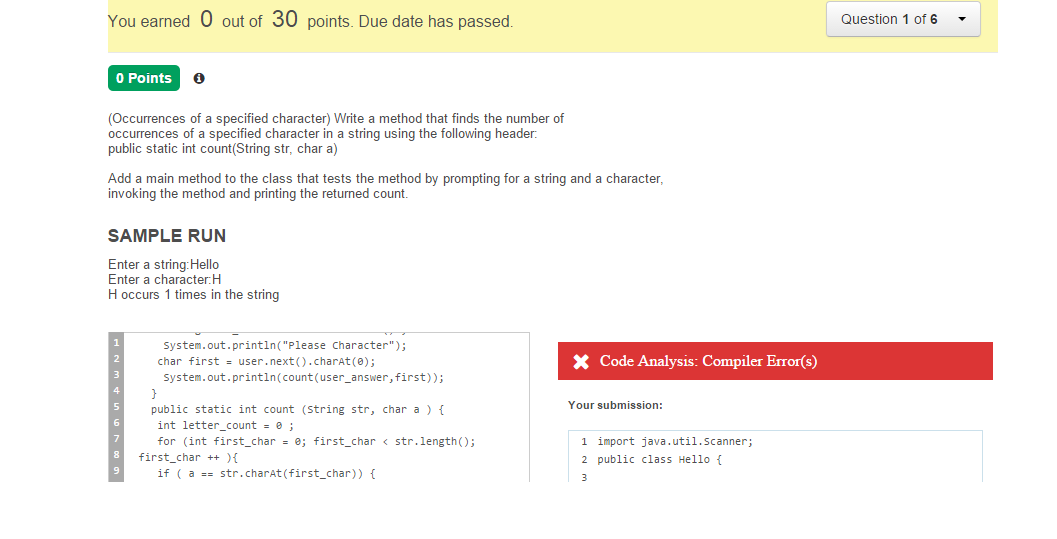 You earned 0 out of 30 points. Due date has passed.
Question 1 of 6
0 Points
(Occurrences of a specified character) Write a method that finds the number of
occurrences of a specified character in a string using the following header:
public static int count(String str, char a)
Add a main method to the class that tests the method by prompting for a string and a character,
invoking the method and printing the returned count.
SAMPLE RUN
Enter a string:Hello
Enter a character:H
H occurs 1 times in the string
1 System.out.println("Please Character");
2 char first = user.next().charAt(0);
3 System.out.println(count(user_answer,first));
4 }
5 public static int count (String str, char a ) {
6 int letter_count = 0 ;
7 for (int first_char = 0; first_char < str.length();
8 first_char ++ ){
9 if ( a == str.charAt(first_char)) {
Code Analysis: Compiler Error(s)
Your submission:
1 import java.util.Scanner;
2 public class Hello {
3